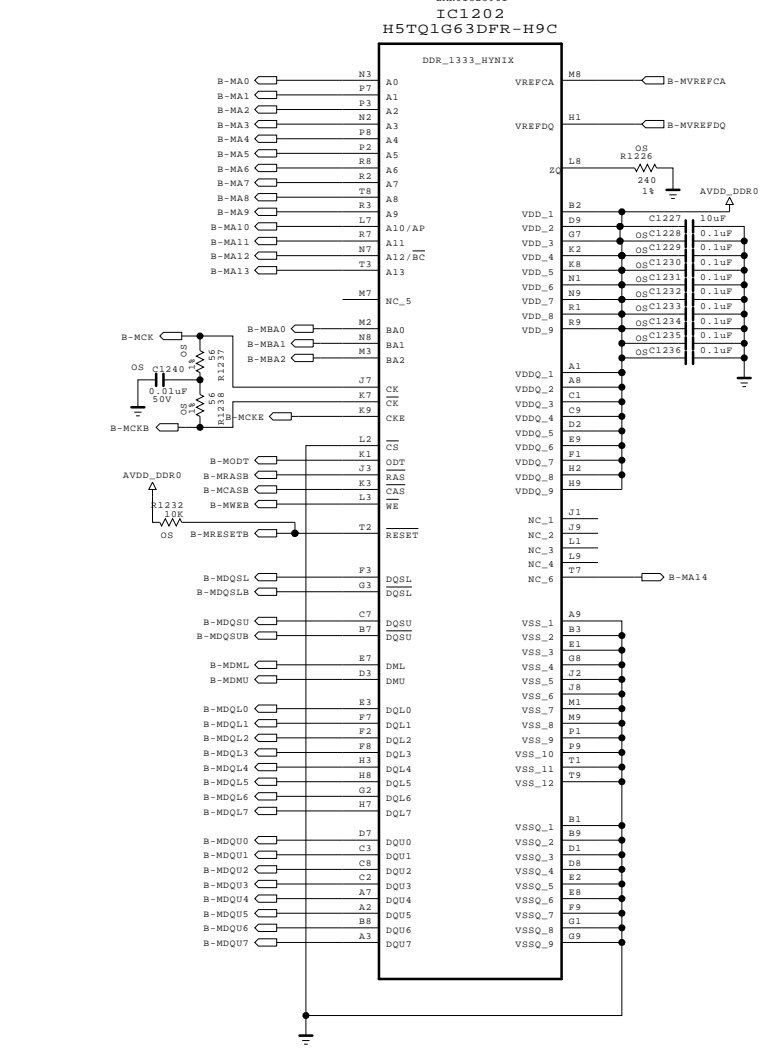 IC1202
H5TQ1G63DFR-H9C
DDR_1333_HYNIX
B-MA0 N3 A0
B-MA1 P7 A1
B-MA2 P3 A2
B-MA3 N2 A3
B-MA4 P8 A4
B-MA5 P2 A5
B-MA6 R8 A6
B-MA7 R2 A7
B-MA8 T8 A8
B-MA9 R3 A9
B-MA10 L7 A10/AP
B-MA11 R7 A11
B-MA12 N7 A12/BC
B-MA13 T3 A13
M7 NC_5
B-MBA0 M2 BA0
B-MBA1 N8 BA1
B-MBA2 M3 BA2
B-MCK
OS 1% 56 R1237
OS C1240
0.01uF
50V
OS 1% 56 R1238
B-MCKB
J7 CK
K7 CK
B-MCKE K9 CKE
L2 CS
B-MODT K1 ODT
B-MRASB J3 RAS
B-MCASB K3 CAS
B-MWEB L3 WE
AVDD_DDR0
R1232
10K
OS
B-MRESETB T2 RESET
B-MDQSL F3 DQSL
B-MDQSLB G3 DQSL
B-MDQSU C7 DQSU
B-MDQSUB B7 DQSU
B-MDML E7 DML
B-MDMU D3 DMU
B-MDQL0 E3 DQL0
B-MDQL1 F7 DQL1
B-MDQL2 F2 DQL2
B-MDQL3 F8 DQL3
B-MDQL4 H3 DQL4
B-MDQL5 H8 DQL5
B-MDQL6 G2 DQL6
B-MDQL7 H7 DQL7
B-MDQU0 D7 DQU0
B-MDQU1 C3 DQU1
B-MDQU2 C8 DQU2
B-MDQU3 C2 DQU3
B-MDQU4 A7 DQU4
B-MDQU5 A2 DQU5
B-MDQU6 B8 DQU6
B-MDQU7 A3 DQU7
VREFCA M8 B-MVREFCA
VREFDQ H1 B-MVREFDQ
OS
R1226
ZQ L8
240
1%
AVDD_DDR0
VDD_1 B2
VDD_2 D9
VDD_3 G7
VDD_4 K2
VDD_5 K8
VDD_6 N1
VDD_7 N9
VDD_8 R1
VDD_9 R9
C1227 10uF
OS C1228 0.1uF
OS C1229 0.1uF
OS C1230 0.1uF
OS C1231 0.1uF
OS C1232 0.1uF
OS C1233 0.1uF
OS C1234 0.1uF
OS C1235 0.1uF
OS C1236 0.1uF
VDDQ_1 A1
VDDQ_2 A8
VDDQ_3 C1
VDDQ_4 C9
VDDQ_5 D2
VDDQ_6 E9
VDDQ_7 F1
VDDQ_8 H2
VDDQ_9 H9
NC_1 J1
NC_2 J9
NC_3 L1
NC_4 L9
NC_6 T7 B-MA14
VSS_1 A9
VSS_2 B3
VSS_3 E1
VSS_4 G8
VSS_5 J2
VSS_6 J8
VSS_7 M1
VSS_8 M9
VSS_9 P1
VSS_10 P9
VSS_11 T1
VSS_12 T9
VSSQ_1 B1
VSSQ_2 B9
VSSQ_3 D1
VSSQ_4 D8
VSSQ_5 E2
VSSQ_6 E8
VSSQ_7 F9
VSSQ_8 G1
VSSQ_9 G9